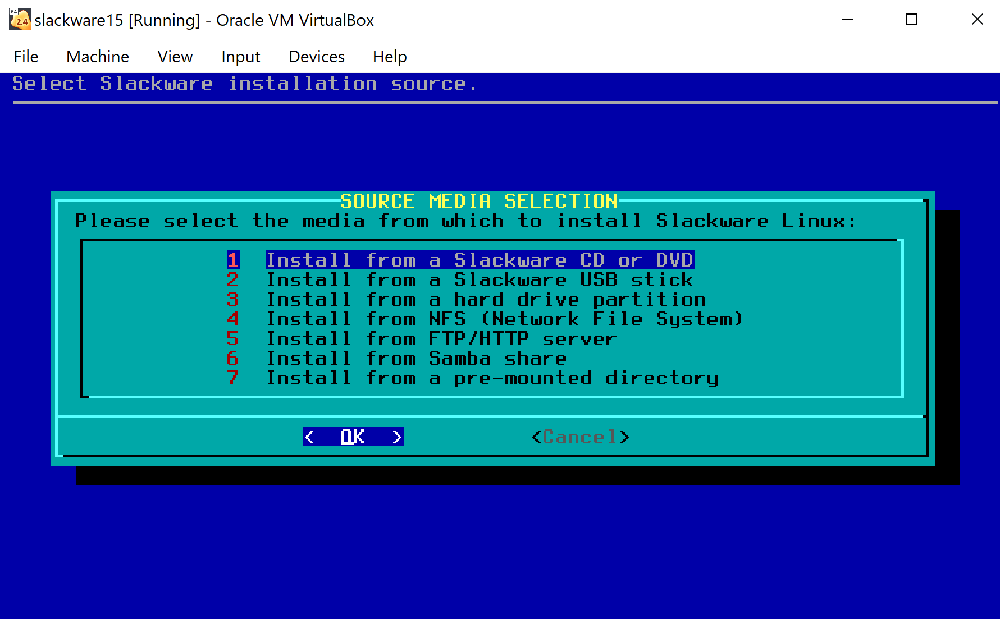 64
2.4
slackware15 [Running] - Oracle VM VirtualBox
File Machine View Input Devices Help
Select Slackware installation source.
SOURCE MEDIA SELECTION
Please select the media from which to install Slackware Linux:
1 Install from a Slackware CD or DVD
2 Install from a Slackware USB stick
3 Install from a hard drive partition
4 Install from NFS (Network File System)
5 Install from FTP/HTTP server
6 Install from Samba share
7 Install from a pre-mounted directory
< OK > <Cancel>